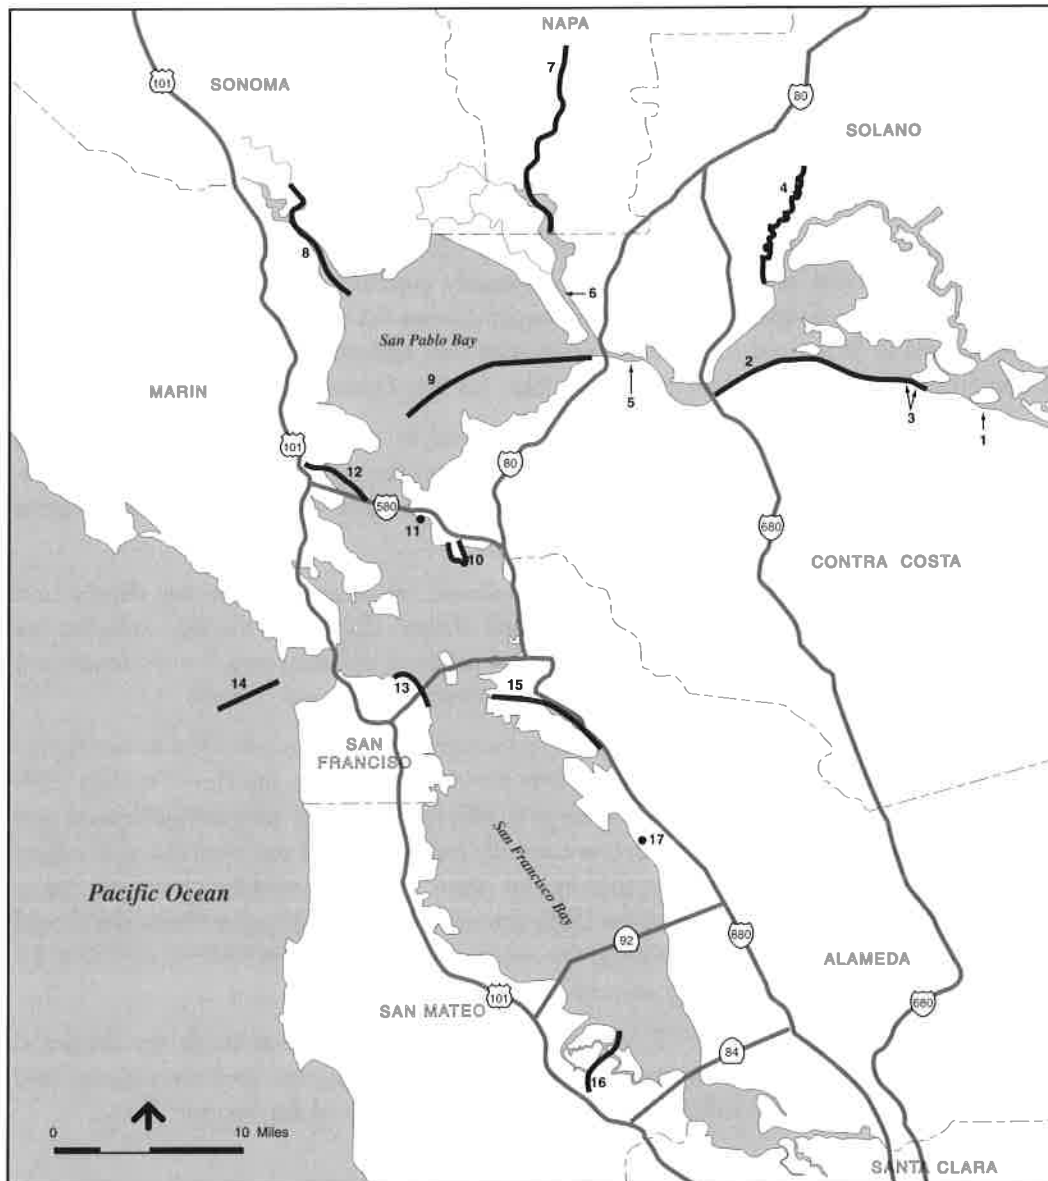 NAPA
7
101
SONOMA
80
SOLANO
4
8
6
San Pablo Bay
2
9
MARIN
5
3
1
101
80
12
580
11
680
10
CONTRA COSTA
14
13
15
SAN
FRANCISO
17
San Francisco Bay
Pacific Ocean
92
880
ALAMEDA
SAN MATEO
101
680
84
16
0 10 Miles
SANTA CLARA